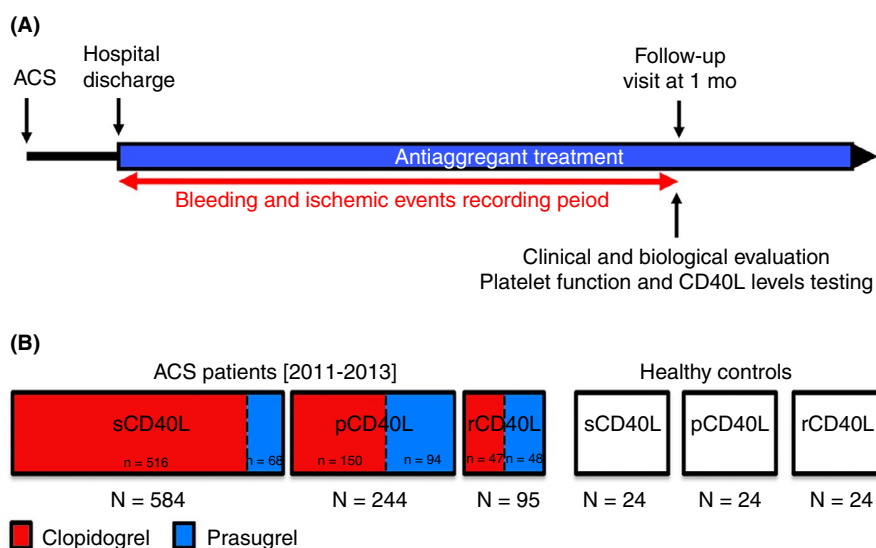 (A)
ACS
Hospital
discharge
Follow-up
visit at 1 mo
Antiaggregant treatment
Bleeding and ischemic events recording peiod
Clinical and biological evaluation
Platelet function and CD40L levels testing
(B)
ACS patients [2011-2013]
Healthy controls
sCD40L
pCD40L
rCD40L
sCD40L
pCD40L
rCD40L
n = 516
n = 68
n = 150
n = 94
n = 47
n = 48
N = 584
N = 244
N = 95
N = 24
N = 24
N = 24
Clopidogrel
Prasugrel